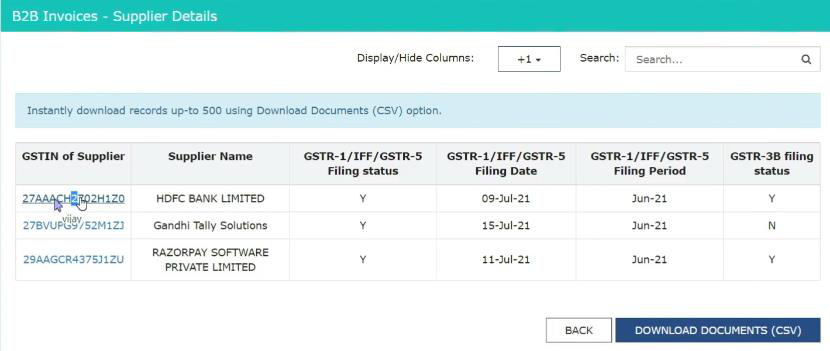 B2B Invoices - Supplier Details
Display/Hide Columns: +1 Search: Search...
Instantly download records up-to 500 using Download Documents (CSV) option.
GSTIN of Supplier Supplier Name GSTR-1/IFF/GSTR-5 Filing status GSTR-1/IFF/GSTR-5 Filing Date GSTR-1/IFF/GSTR-5 Filing Period GSTR-3B filing status
27AAACH2702H1Z0 HDFC BANK LIMITED Y 09-Jul-21 Jun-21 Y
vijay
27BVUPG9752M1ZJ Gandhi Tally Solutions Y 15-Jul-21 Jun-21 N
29AAGCR4375J1ZU RAZORPAY SOFTWARE PRIVATE LIMITED Y 11-Jul-21 Jun-21 Y
BACK DOWNLOAD DOCUMENTS (CSV)